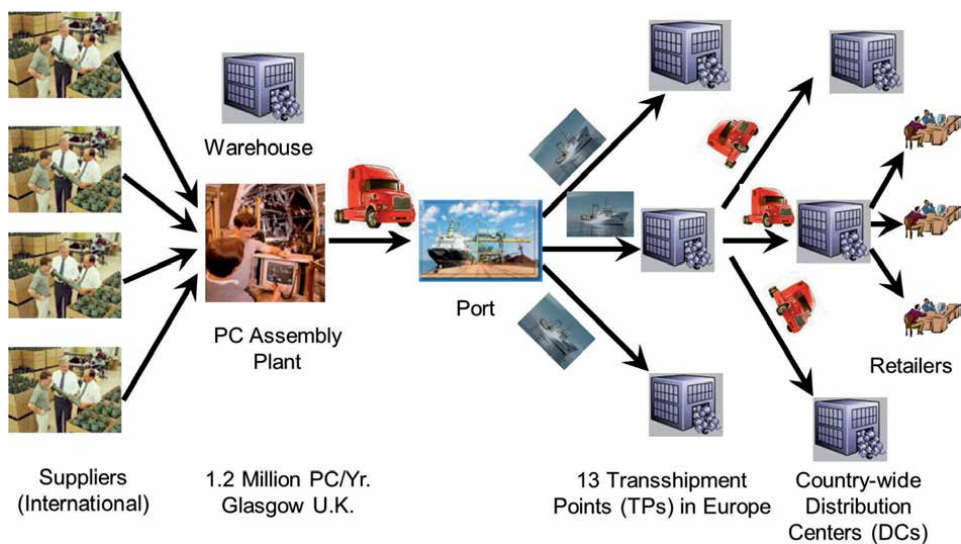 Warehouse
PC Assembly
Plant
Port
Retailers
Suppliers
(International)
1.2 Million PC/Yr.
Glasgow U.K.
13 Transshipment
Points (TPs) in Europe
Country-wide
Distribution
Centers (DCs)